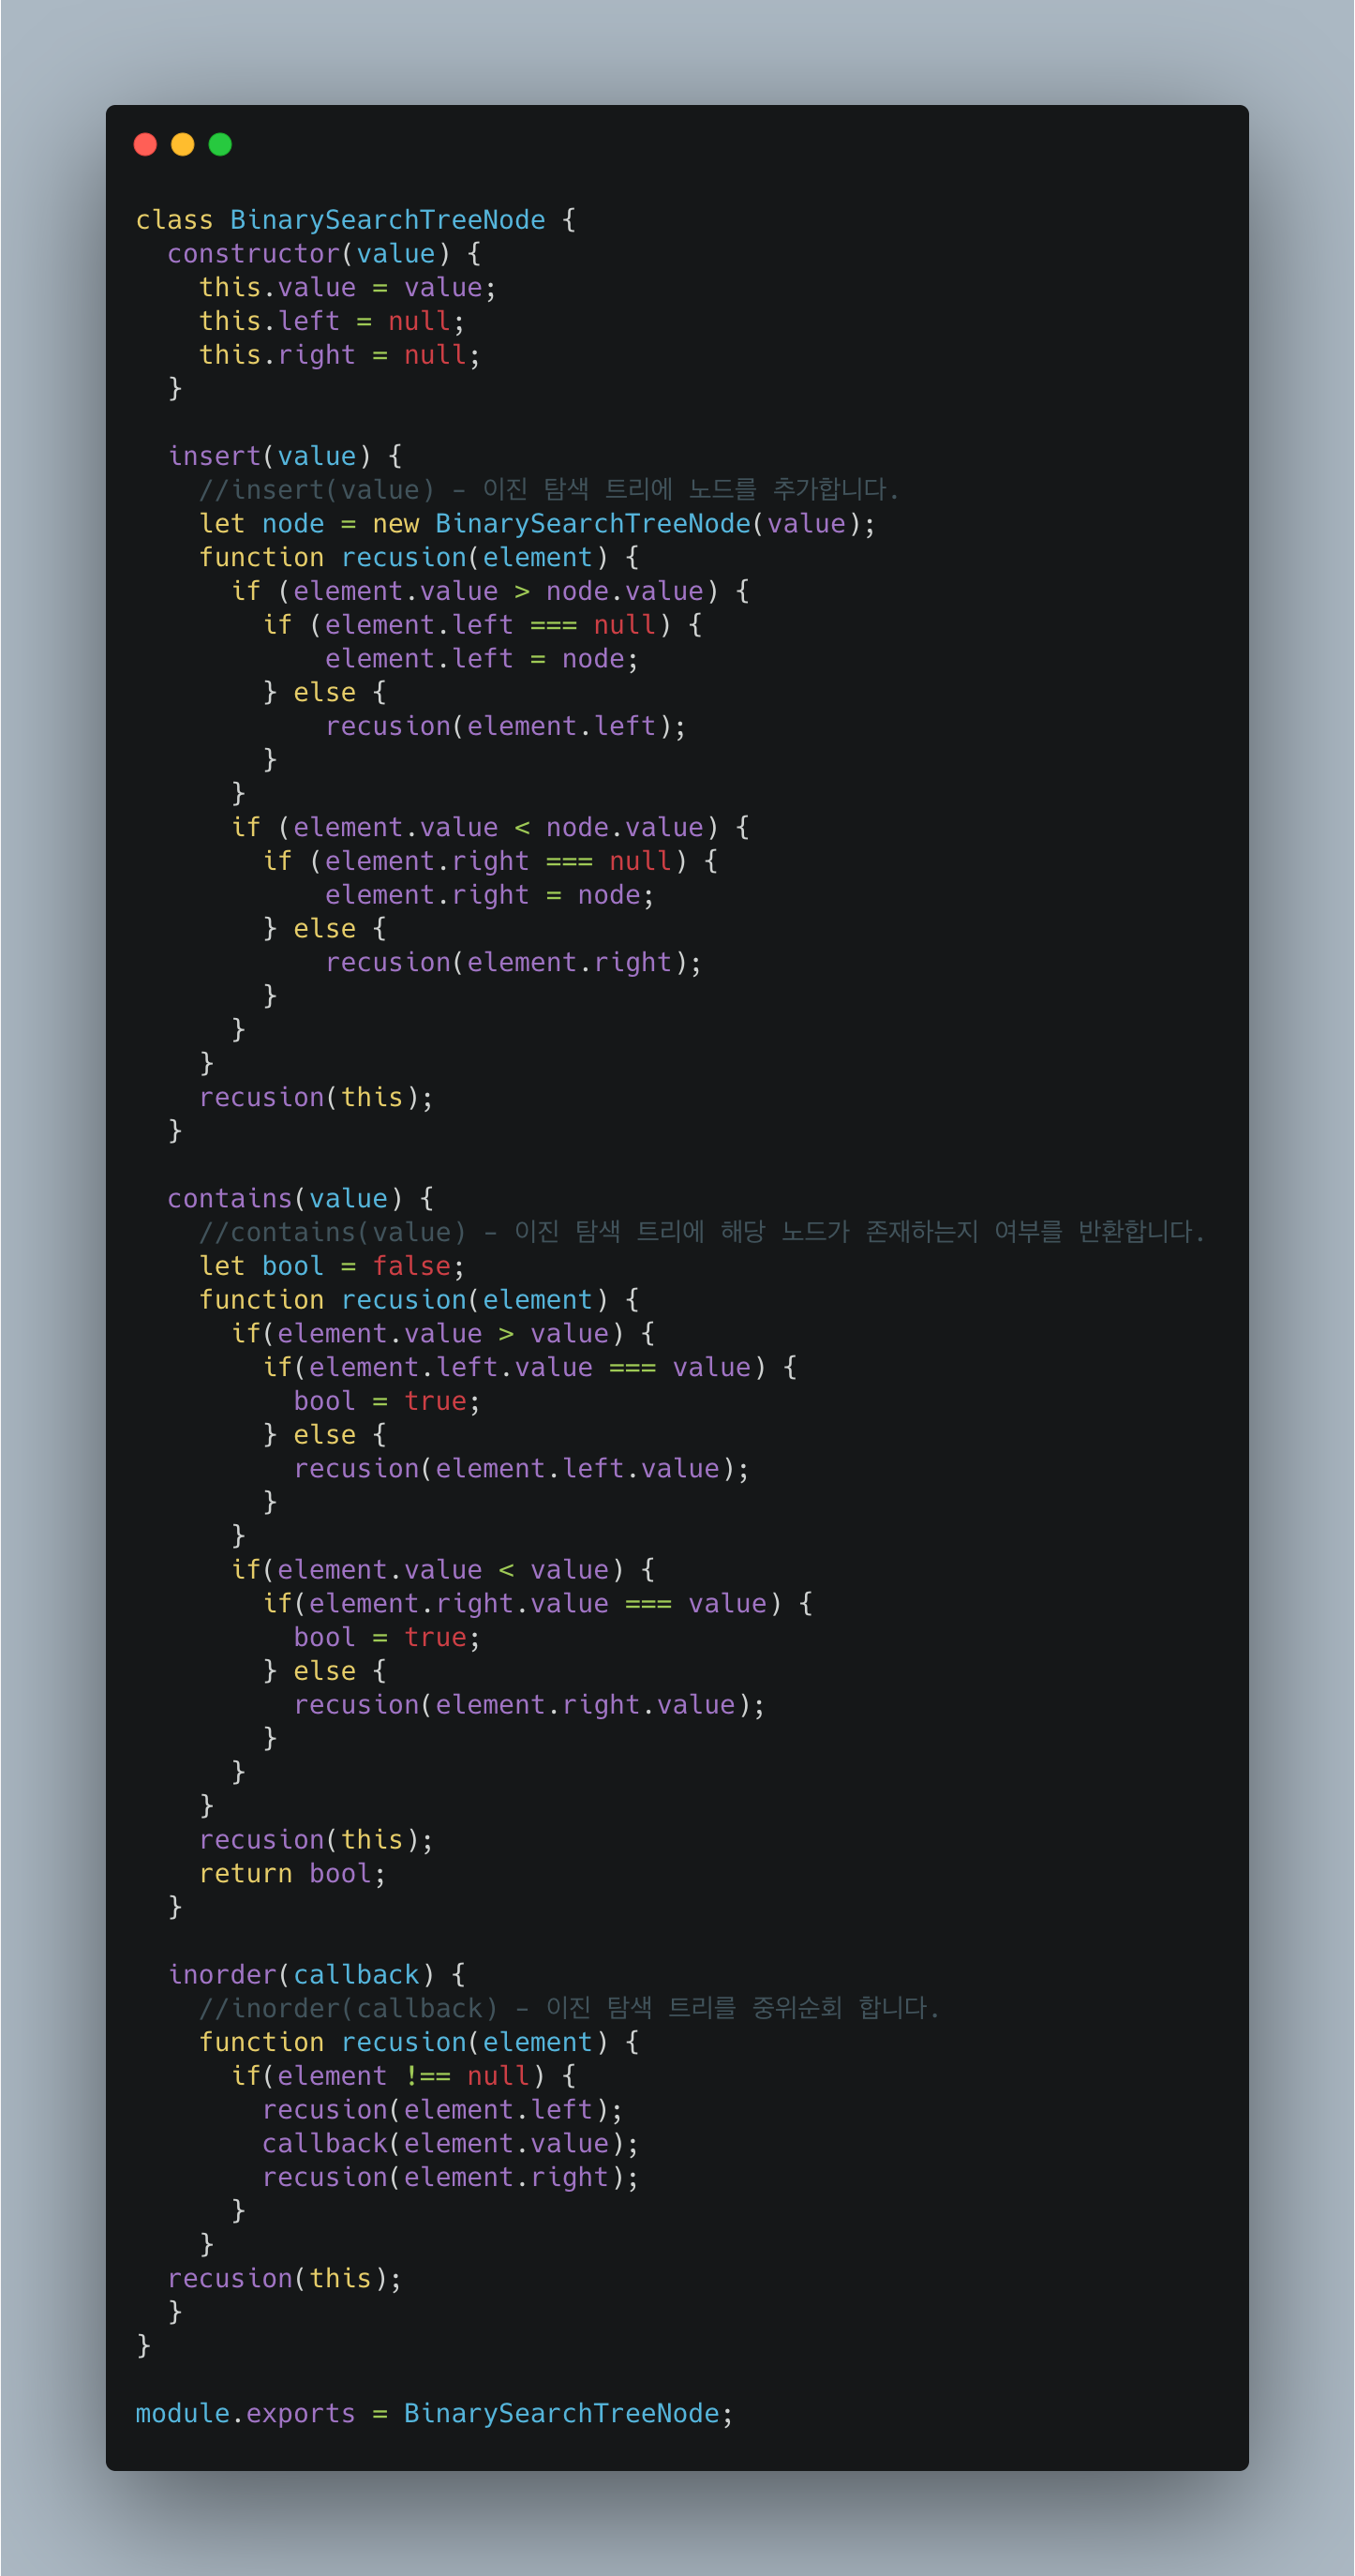 class BinarySearchTreeNode {
  constructor(value) {
    this.value = value;
    this.left = null;
    this.right = null;
  }

  insert(value) {
    //insert(value) - 이진 탐색 트리에 노드를 추가합니다.
    let node = new BinarySearchTreeNode(value);
    function recusion(element) {
      if (element.value > node.value) {
        if (element.left === null) {
            element.left = node;
        } else {
            recusion(element.left);
        }
      }
      if (element.value < node.value) {
        if (element.right === null) {
            element.right = node;
        } else {
            recusion(element.right);
        }
      }
    }
    recusion(this);
  }

  contains(value) {
    //contains(value) - 이진 탐색 트리에 해당 노드가 존재하는지 여부를 반환합니다.
    let bool = false;
    function recusion(element) {
      if(element.value > value) {
        if(element.left.value === value) {
          bool = true;
        } else {
          recusion(element.left.value);
        }
      }
      if(element.value < value) {
        if(element.right.value === value) {
          bool = true;
        } else {
          recusion(element.right.value);
        }
      }
    }
    recusion(this);
    return bool;
  }

  inorder(callback) {
    //inorder(callback) - 이진 탐색 트리를 중위순회 합니다.
    function recusion(element) {
      if(element !== null) {
        recusion(element.left);
        callback(element.value);
        recusion(element.right);
      }
    }
  recusion(this);
  }
}

module.exports = BinarySearchTreeNode;